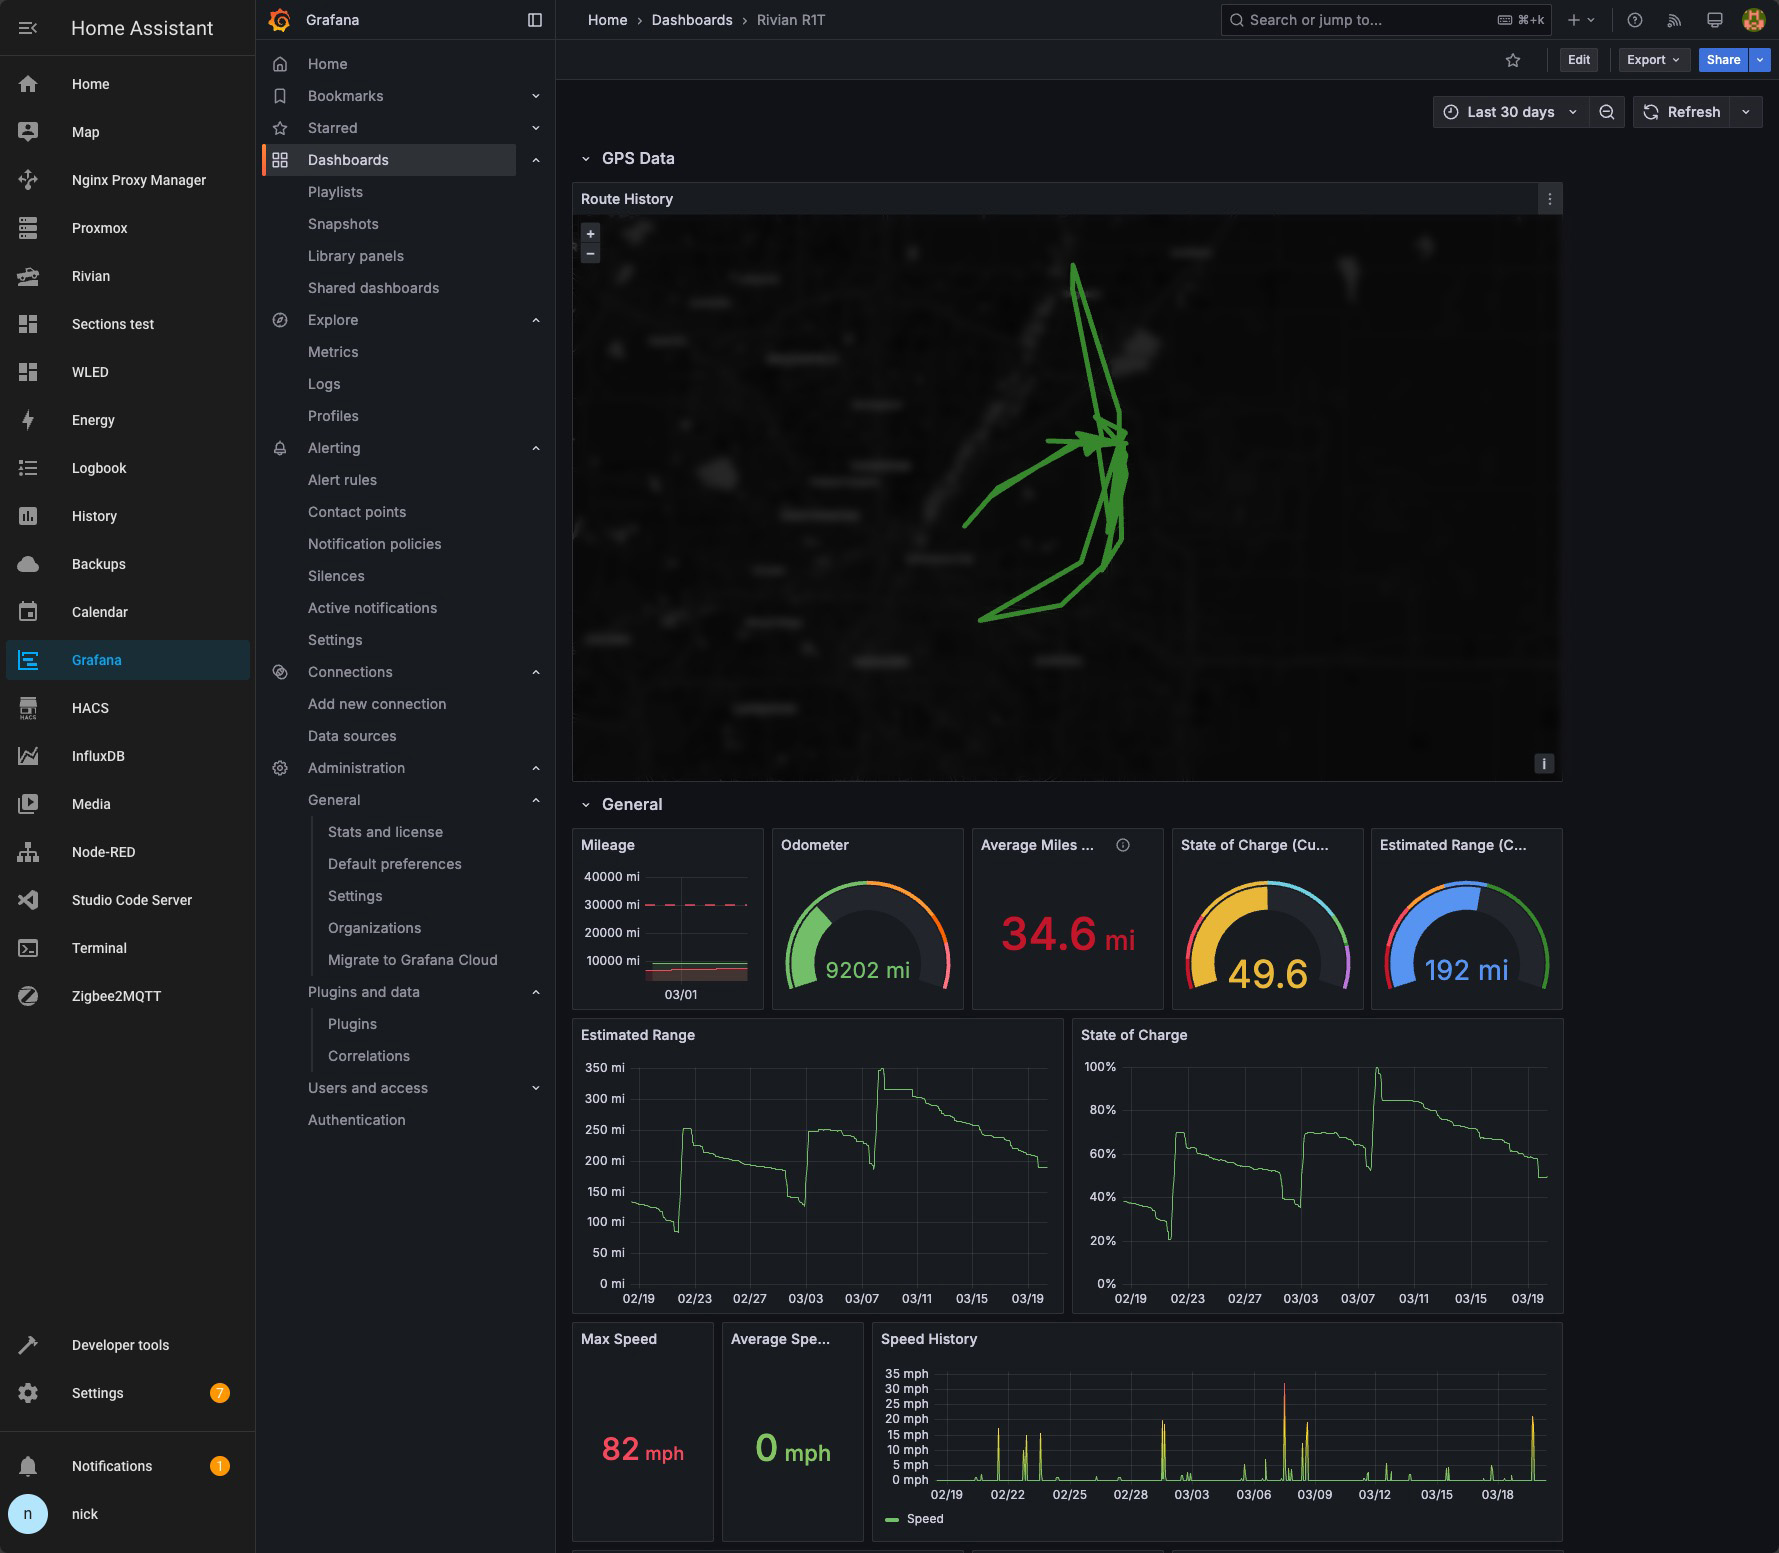 Home Assistant
Home
Map
Nginx Proxy Manager
Proxmox
Rivian
Sections test
WLED
Energy
Logbook
History
Backups
Calendar
Grafana
HACS
HACS
InfluxDB
Media
Node-RED
Studio Code Server
Terminal
Zigbee2MQTT
Developer tools
Settings
7
Notifications
1
n
nick
Grafana
Home
Bookmarks
Starred
Dashboards
Playlists
Snapshots
Library panels
Shared dashboards
Explore
Metrics
Logs
Profiles
Alerting
Alert rules
Contact points
Notification policies
Silences
Active notifications
Settings
Connections
Add new connection
Data sources
Administration
General
Stats and license
Default preferences
Settings
Organizations
Migrate to Grafana Cloud
Plugins and data
Plugins
Correlations
Users and access
Authentication
Home › Dashboards › Rivian R1T
Search or jump to... ⌘+k
Edit Export Share
Last 30 days Refresh
GPS Data
Route History
+
−
i
General
Mileage
40000 mi
30000 mi
20000 mi
10000 mi
03/01
Odometer
9202 mi
Average Miles ...
34.6 mi
State of Charge (Cu...
49.6
Estimated Range (C...
192 mi
Estimated Range
350 mi
300 mi
250 mi
200 mi
150 mi
100 mi
50 mi
0 mi
02/19 02/23 02/27 03/03 03/07 03/11 03/15 03/19
State of Charge
100%
80%
60%
40%
20%
0%
02/19 02/23 02/27 03/03 03/07 03/11 03/15 03/19
Max Speed
82 mph
Average Spe...
0 mph
Speed History
35 mph
30 mph
25 mph
20 mph
15 mph
10 mph
5 mph
0 mph
02/19 02/22 02/25 02/28 03/03 03/06 03/09 03/12 03/15 03/18
Speed